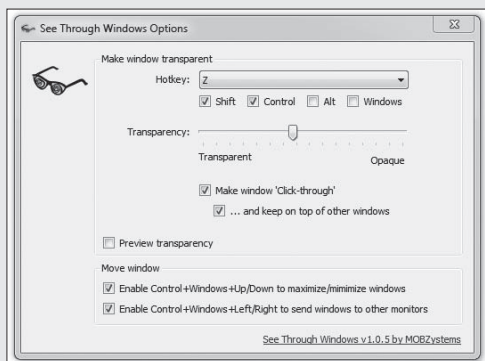 See Through Windows Options
Make window transparent
Hotkey: Z
Shift Control Alt Windows
Transparency:
Transparent Opaque
Make window 'Click-through'
... and keep on top of other windows
Preview transparency
Move window
Enable Control+Windows+Up/Down to maximize/mimimize windows
Enable Control+Windows+Left/Right to send windows to other monitors
See Through Windows v1.0.5 by MOBZystems